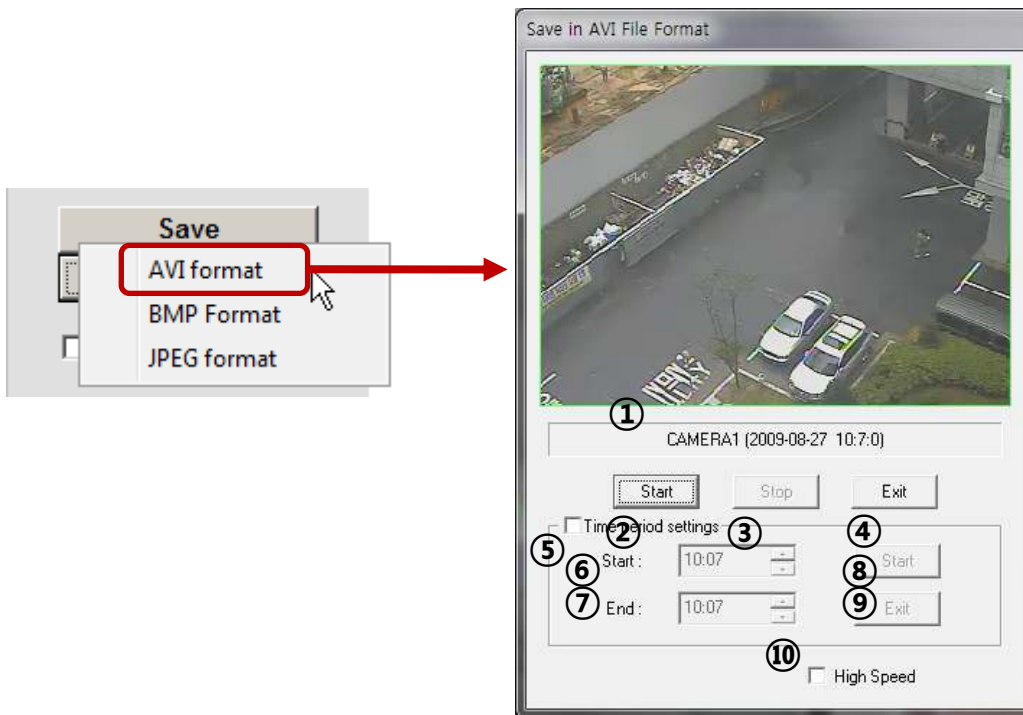 Save
AVI format
BMP Format
JPEG format
Save in AVI File Format
①
CAMERA1 (2009-08-27 10:7:0)
Start Stop Exit
⑤ Time period settings ② ③ ④
⑥ Start : 10:07 ⑧ Start
⑦ End : 10:07 ⑨ Exit
⑩
High Speed